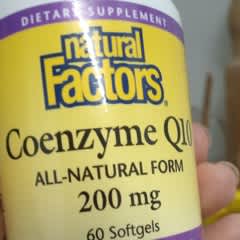 DIETARY SUPPLEMENT
natural
Factors®
Coenzyme Q10
ALL-NATURAL FORM
200 mg
60 Softgels